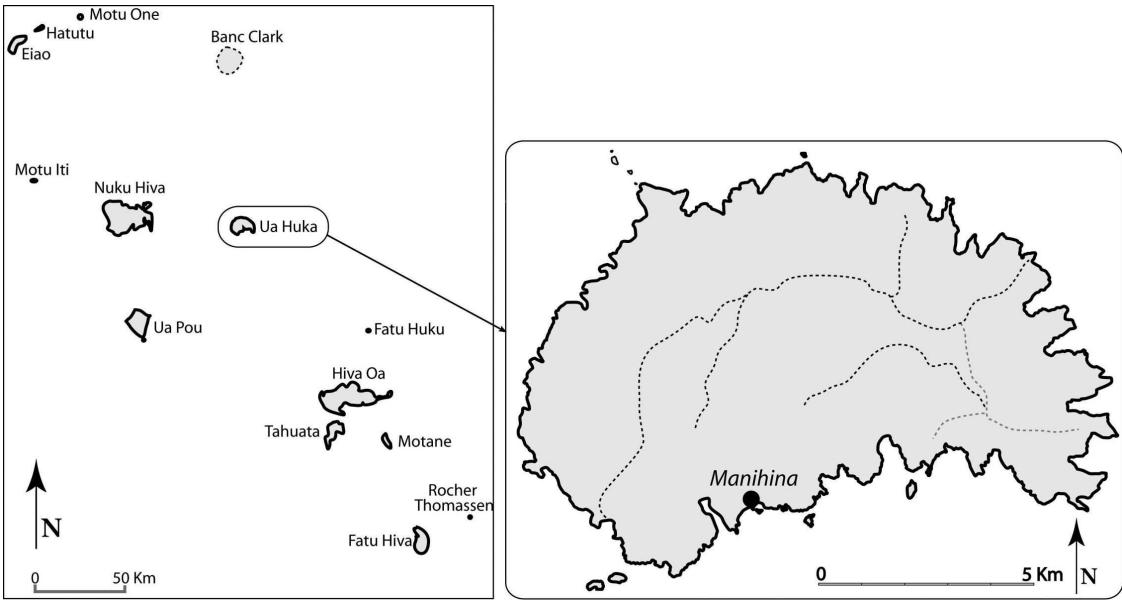 Motu One
Hatutu
Eiao
Banc Clark
Motu Iti
Nuku Hiva
Ua Huka
Ua Pou
Fatu Huku
Hiva Oa
Tahuata
Motane
Rocher
Thomassen
Fatu Hiva
N
0 50 Km
Manihina
0 5 Km
N